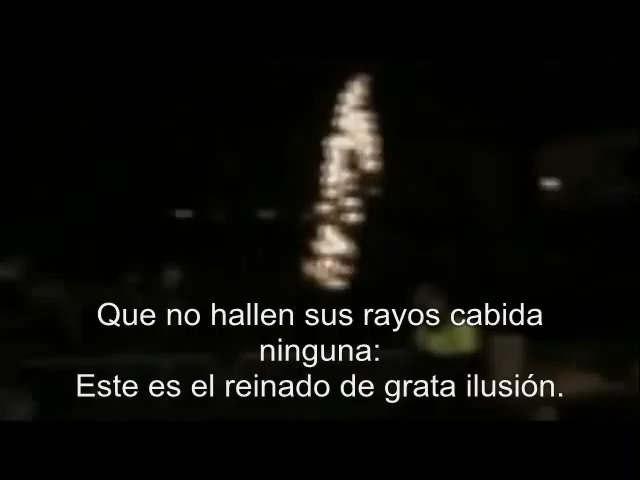 Que no hallen sus rayos cabida
ninguna:
Este es el reinado de grata ilusión.